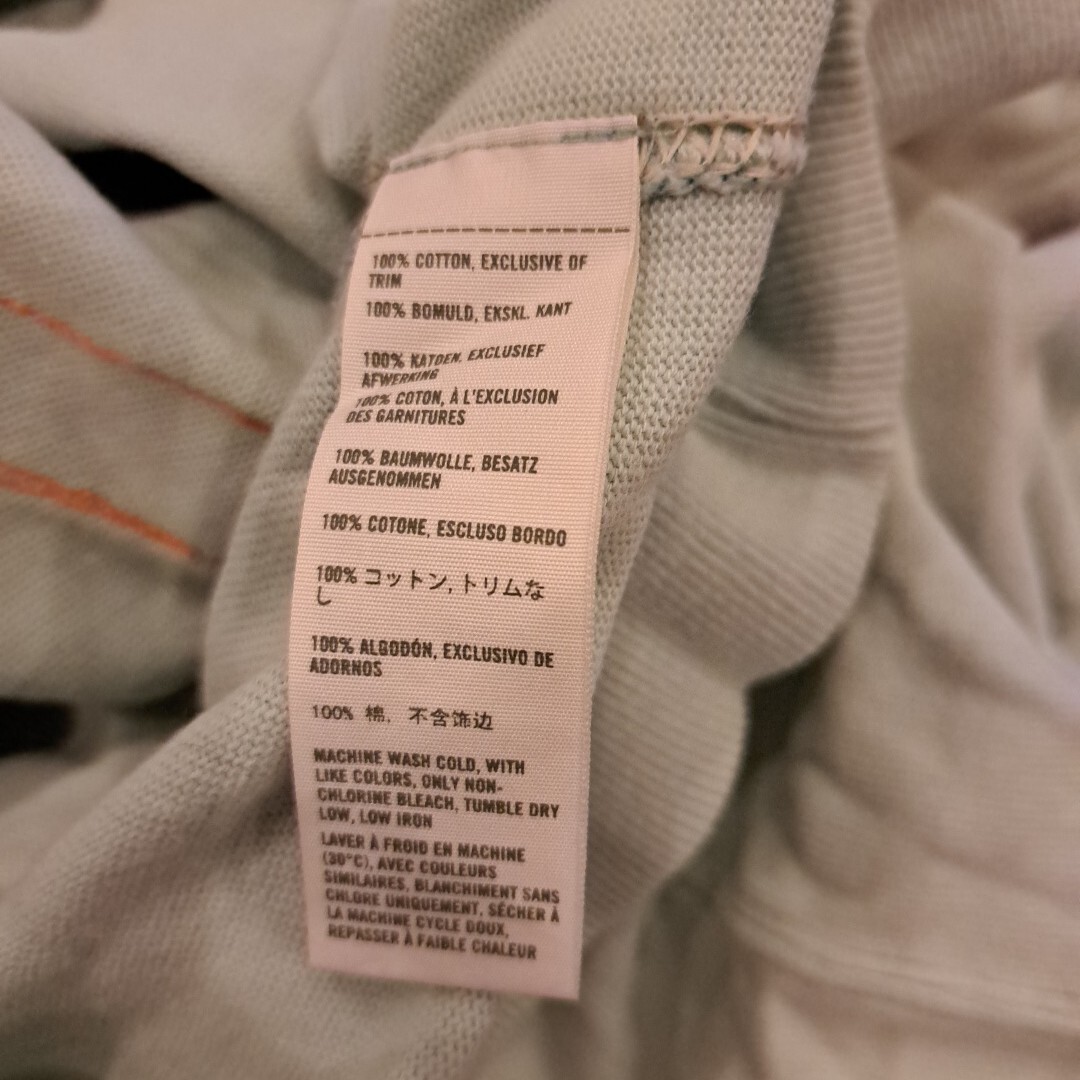 100% COTTON, EXCLUSIVE OF
TRIM
100% BOMULD, EKSKL. KANT
100% KATOEN. EXCLUSIEF
AFWERKING
100% COTON, À L'EXCLUSION
DES GARNITURES
100% BAUMWOLLE, BESATZ
AUSGENOMMEN
100% COTONE, ESCLUSO BORDO
100% コットン,トリムな
し
100% ALGODÓN, EXCLUSIVO DE
ADORNOS
100% 棉, 不含饰边
MACHINE WASH COLD, WITH
LIKE COLORS, ONLY NON-
CHLORINE BLEACH, TUMBLE DRY
LOW, LOW IRON
LAVER À FROID EN MACHINE
(30°C), AVEC COULEURS
SIMILAIRES, BLANCHIMENT SANS
CHLORE UNIQUEMENT, SÉCHER À
LA MACHINE CYCLE DOUX,
REPASSER À FAIBLE CHALEUR